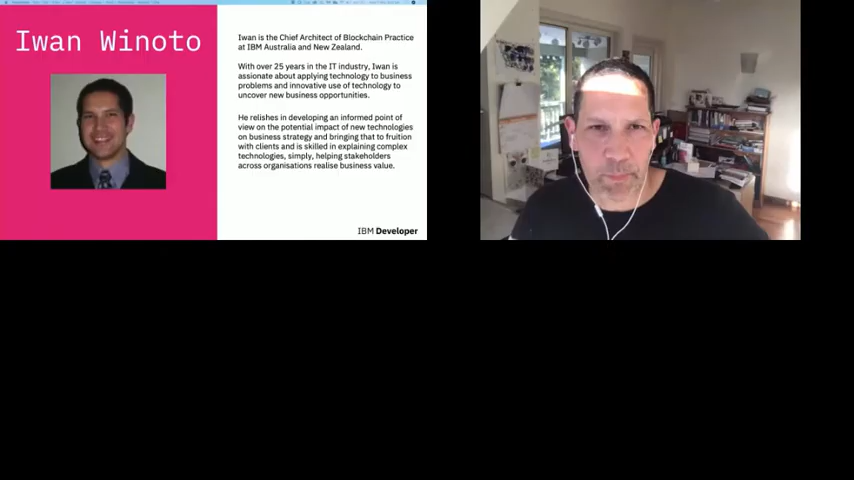 Iwan Winoto
Iwan is the Chief Architect of Blockchain Practice
at IBM Australia and New Zealand.
With over 25 years in the IT industry, Iwan is
assionate about applying technology to business
problems and innovative use of technology to
uncover new business opportunities.
He relishes in developing an informed point of
view on the potential impact of new technologies
on business strategy and bringing that to fruition
with clients and is skilled in explaining complex
technologies, simply, helping stakeholders
across organisations realise business value.
IBM Developer